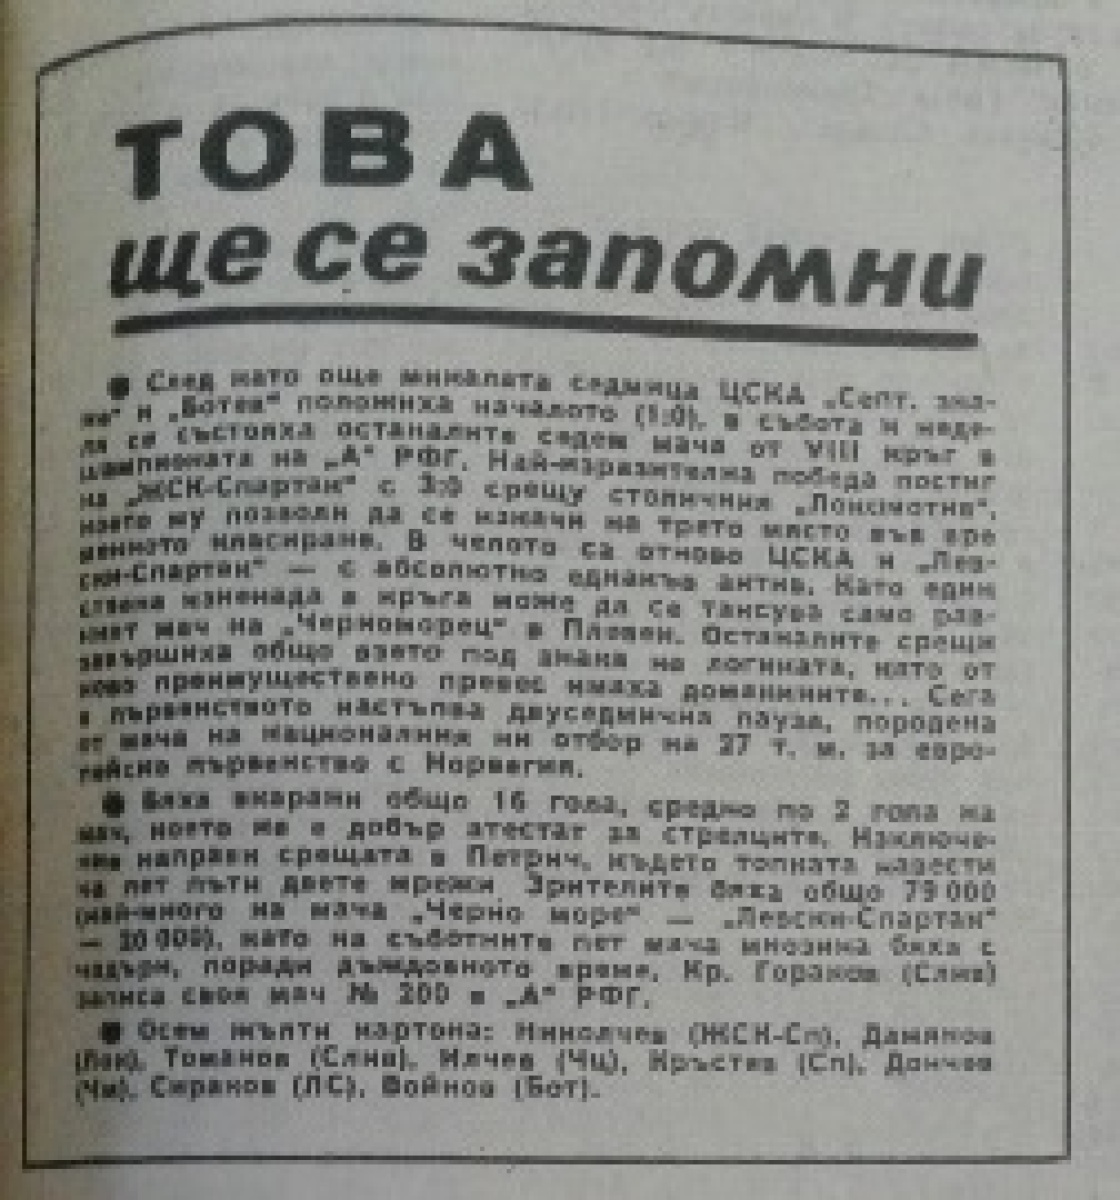 ТОВА
ще се запомни
● След като още миналата седмица ЦСКА „Септ. зна-
ме" и „Ботев" положиха началото (1:0), в събота и неде-
ля се състояха останалите седем мача от VIII кръг в
шампионата на „А" РФГ. Най-изразителна победа постиг
на „ЖСК-Спартак" с 3:0 срещу столичния „Локомотив",
която му позволи да се изкачи на трето място във вре
менното класиране. В челото са отново ЦСКА и „Лев-
ски-Спартак" — с абсолютно еднакъв актив. Като един
ствена изненада в кръга може да се таксува само рав-
ният мач на „Черноморец" в Плевен. Останалите срещи
завършиха общо взето под знака на логиката, като от
ново преимуществено превес имаха домакините... Сега
в първенството настъпва двуседмична пауза, породена
от мача на националния ни отбор на 27 т. м. за евро-
пейско първенство с Норвегия.
● Бяха вкарани общо 16 гола, средно по 2 гола на
мач, което не е добър атестат за стрелците. Изключе-
ние направи срещата в Петрич, където топката навести
на пет пъти двете мрежи. Зрителите бяха общо 79 000
(най-много на мача „Черно море" — „Левски-Спартак"
— 20 000), като на съботните пет мача мнозина бяха с
чадъри, поради дъждовното време. Кр. Горанов (Слив)
записа своя мач № 200 в „А" РФГ.
● Осем жълти картона: Николчев (ЖСК-Сп), Дамянов
(Лок), Томанов (Слив), Илчев (Чц), Кръстев (Сп), Дончев
(Чм), Сираков (ЛС), Войнов (Бот).